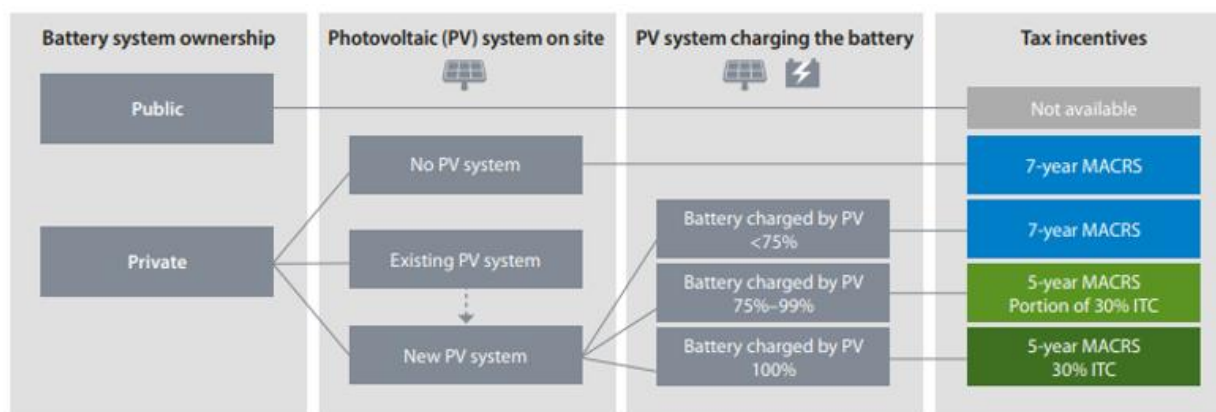 Battery system ownership
Photovoltaic (PV) system on site
PV system charging the battery
Tax incentives
Public
Not available
No PV system
7-year MACRS
Private
Existing PV system
New PV system
Battery charged by PV
<75%
7-year MACRS
Battery charged by PV
75%–99%
5-year MACRS
Portion of 30% ITC
Battery charged by PV
100%
5-year MACRS
30% ITC